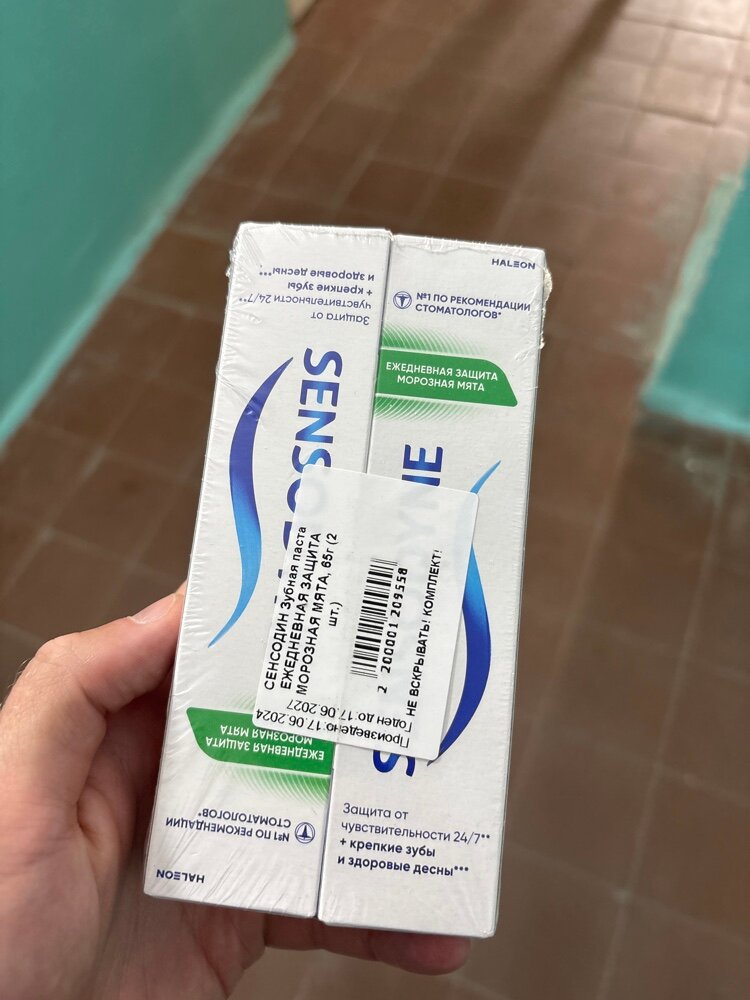 HALEON
№1 ПО РЕКОМЕНДАЦИИ
СТОМАТОЛОГОВ*
ЕЖЕДНЕВНАЯ ЗАЩИТА
МОРОЗНАЯ МЯТА
Защита от
чувствительности 24/7**
+ крепкие зубы
и здоровые десны***
HALEON
№1 ПО РЕКОМЕНДАЦИИ
СТОМАТОЛОГОВ*
ЕЖЕДНЕВНАЯ ЗАЩИТА
МОРОЗНАЯ МЯТА
Защита от
чувствительности 24/7**
+ крепкие зубы
и здоровые десны***
СЕНСОДИН Зубная паста
ЕЖЕДНЕВНАЯ ЗАЩИТА
МОРОЗНАЯ МЯТА, 65г (2
шт.)
2 200001 209558
НЕ ВСКРЫВАТЬ! КОМПЛЕКТ!
Произведено:17.06.2024
Годен до:17.06.2027